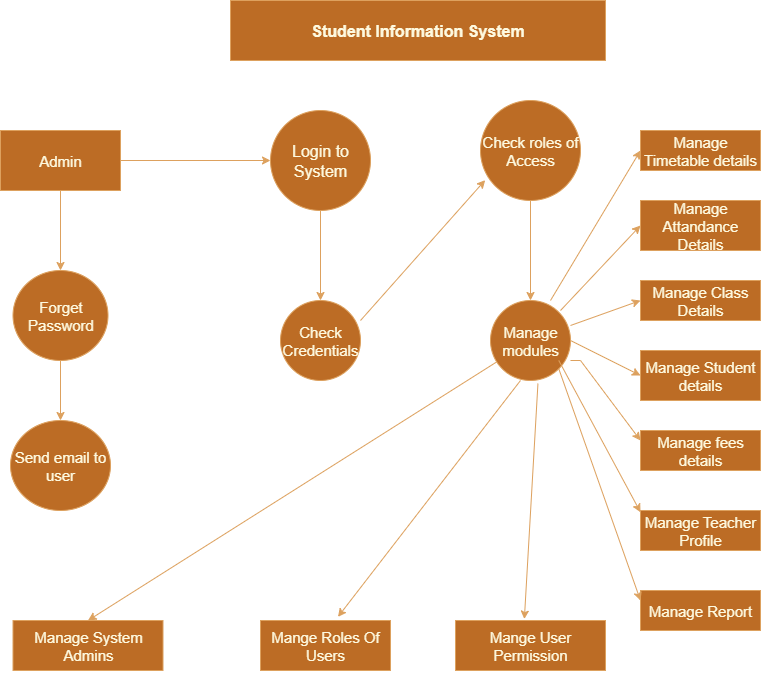 Student Information System
Admin
Login to
System
Check roles of
Access
Manage
Timetable details
Manage
Attandance
Details
Forget
Password
Check
Credentials
Manage
modules
Manage Class
Details
Manage Student
details
Send email to
user
Manage fees
details
Manage Teacher
Profile
Manage Report
Manage System
Admins
Mange Roles Of
Users
Mange User
Permission